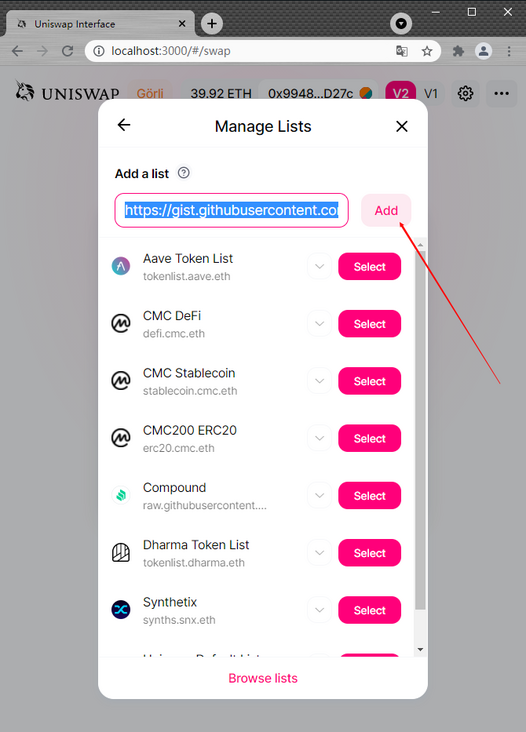 Uniswap Interface
localhost:3000/#/swap
UNISWAP Görli 39.92 ETH 0x9948...D27c V2 V1
Manage Lists
Add a list
https://gist.githubusercontent.co
Add
Aave Token List
tokenlist.aave.eth
Select
CMC DeFi
defi.cmc.eth
Select
CMC Stablecoin
stablecoin.cmc.eth
Select
CMC200 ERC20
erc20.cmc.eth
Select
Compound
raw.githubusercontent....
Select
Dharma Token List
tokenlist.dharma.eth
Select
Synthetix
synths.snx.eth
Select
Browse lists